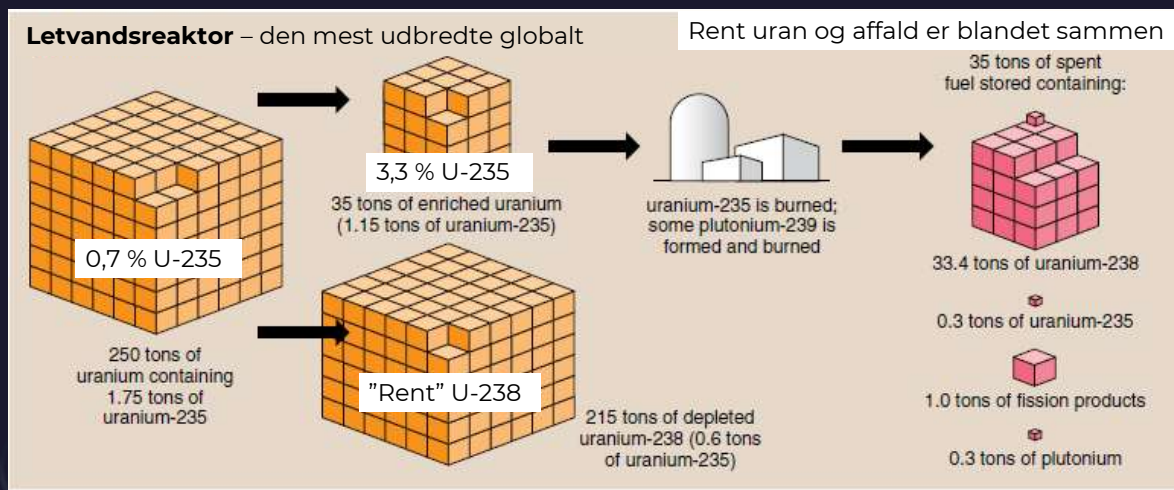 Letvandsreaktor – den mest udbredte globalt
Rent uran og affald er blandet sammen
0,7 % U-235
250 tons of
uranium containing
1.75 tons of
uranium-235
3,3 % U-235
35 tons of enriched uranium
(1.15 tons of uranium-235)
”Rent” U-238
215 tons of depleted
uranium-238 (0.6 tons
of uranium-235)
uranium-235 is burned;
some plutonium-239 is
formed and burned
35 tons of spent
fuel stored containing:
33.4 tons of uranium-238
0.3 tons of uranium-235
1.0 tons of fission products
0.3 tons of plutonium